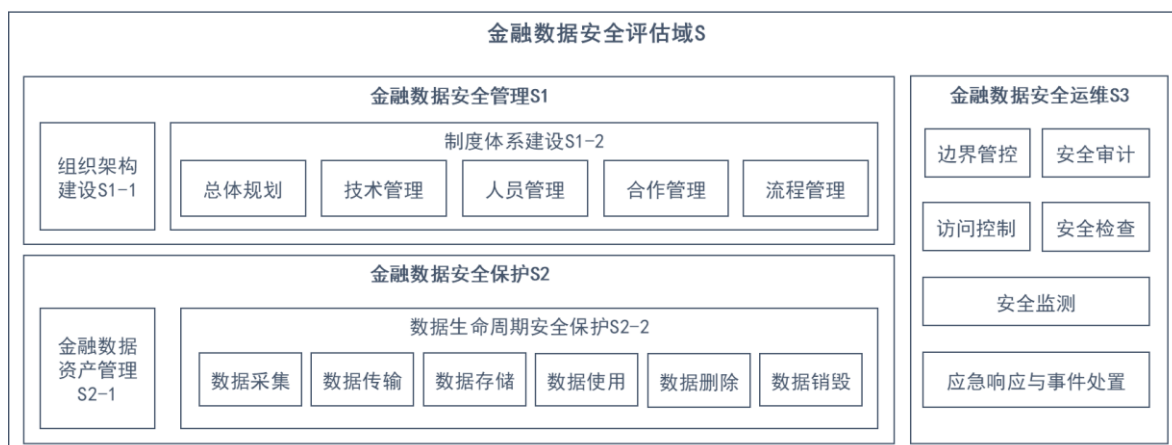 金融数据安全评估域S
金融数据安全管理S1
组织架构
建设S1-1
制度体系建设S1-2
总体规划
技术管理
人员管理
合作管理
流程管理
金融数据安全保护S2
金融数据
资产管理
S2-1
数据生命周期安全保护S2-2
数据采集
数据传输
数据存储
数据使用
数据删除
数据销毁
金融数据安全运维S3
边界管控
安全审计
访问控制
安全检查
安全监测
应急响应与事件处置